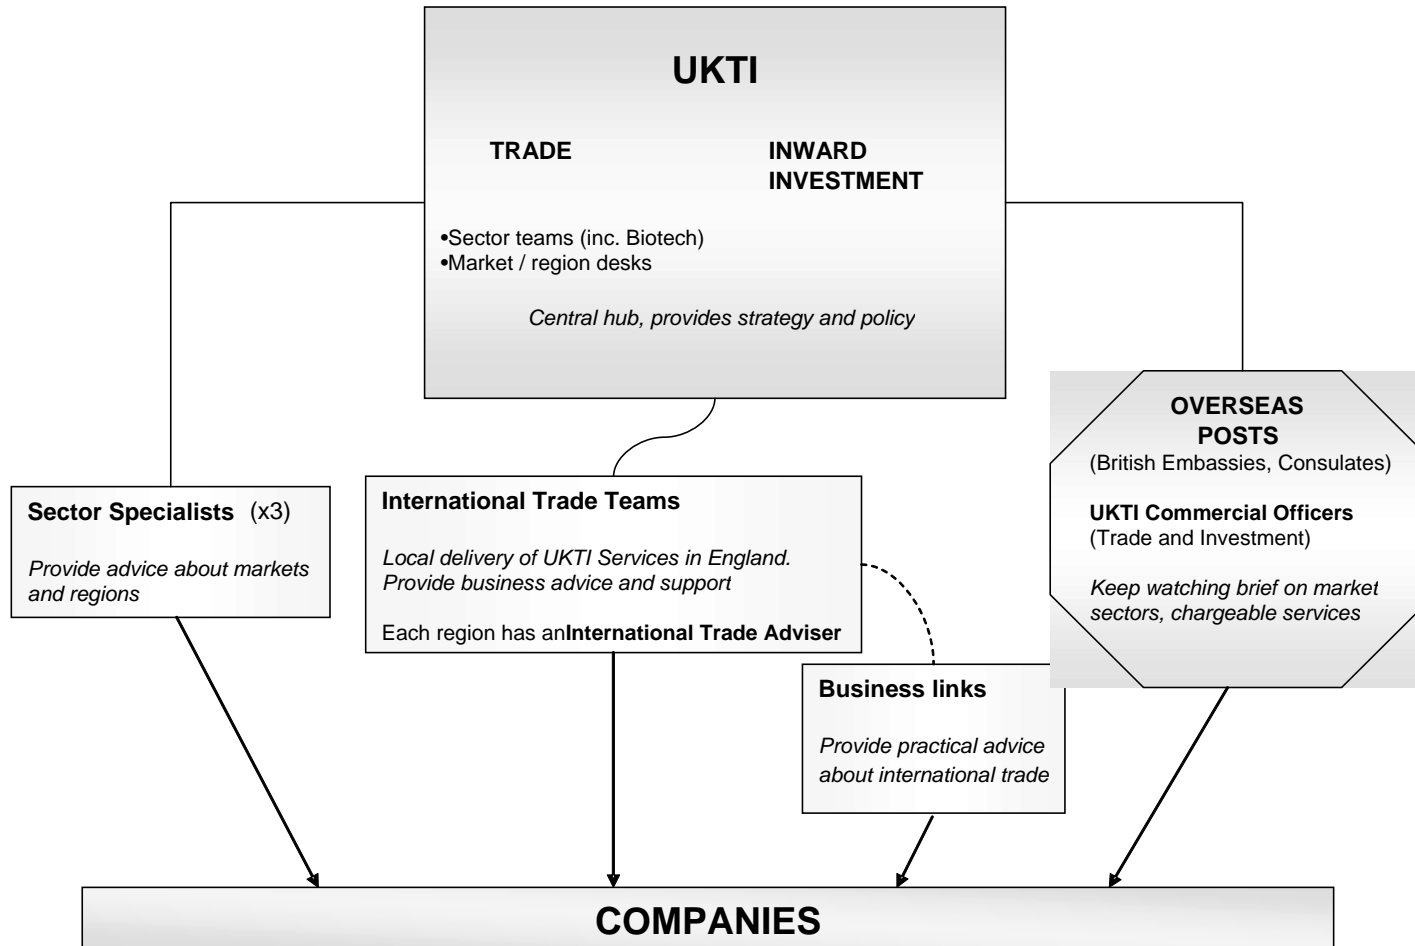 UKTI
TRADE
INWARD
INVESTMENT
•Sector teams (inc. Biotech)
•Market / region desks
Central hub, provides strategy and policy
Sector Specialists (x3)
Provide advice about markets
and regions
International Trade Teams
Local delivery of UKTI Services in England.
Provide business advice and support
Each region has anInternational Trade Adviser
Business links
Provide practical advice
about international trade
OVERSEAS
POSTS
(British Embassies, Consulates)
UKTI Commercial Officers
(Trade and Investment)
Keep watching brief on market
sectors, chargeable services
COMPANIES